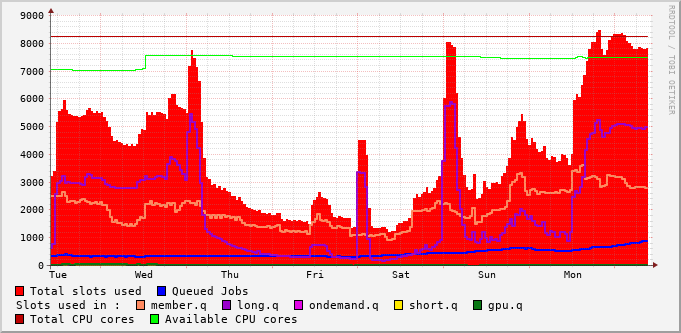 9000
8000
7000
6000
5000
4000
3000
2000
1000
0
Tue Wed Thu Fri Sat Sun Mon
RRDTOOL / TOBI OETIKER
Total slots used Queued Jobs
Slots used in : member.q long.q ondemand.q short.q gpu.q
Total CPU cores Available CPU cores